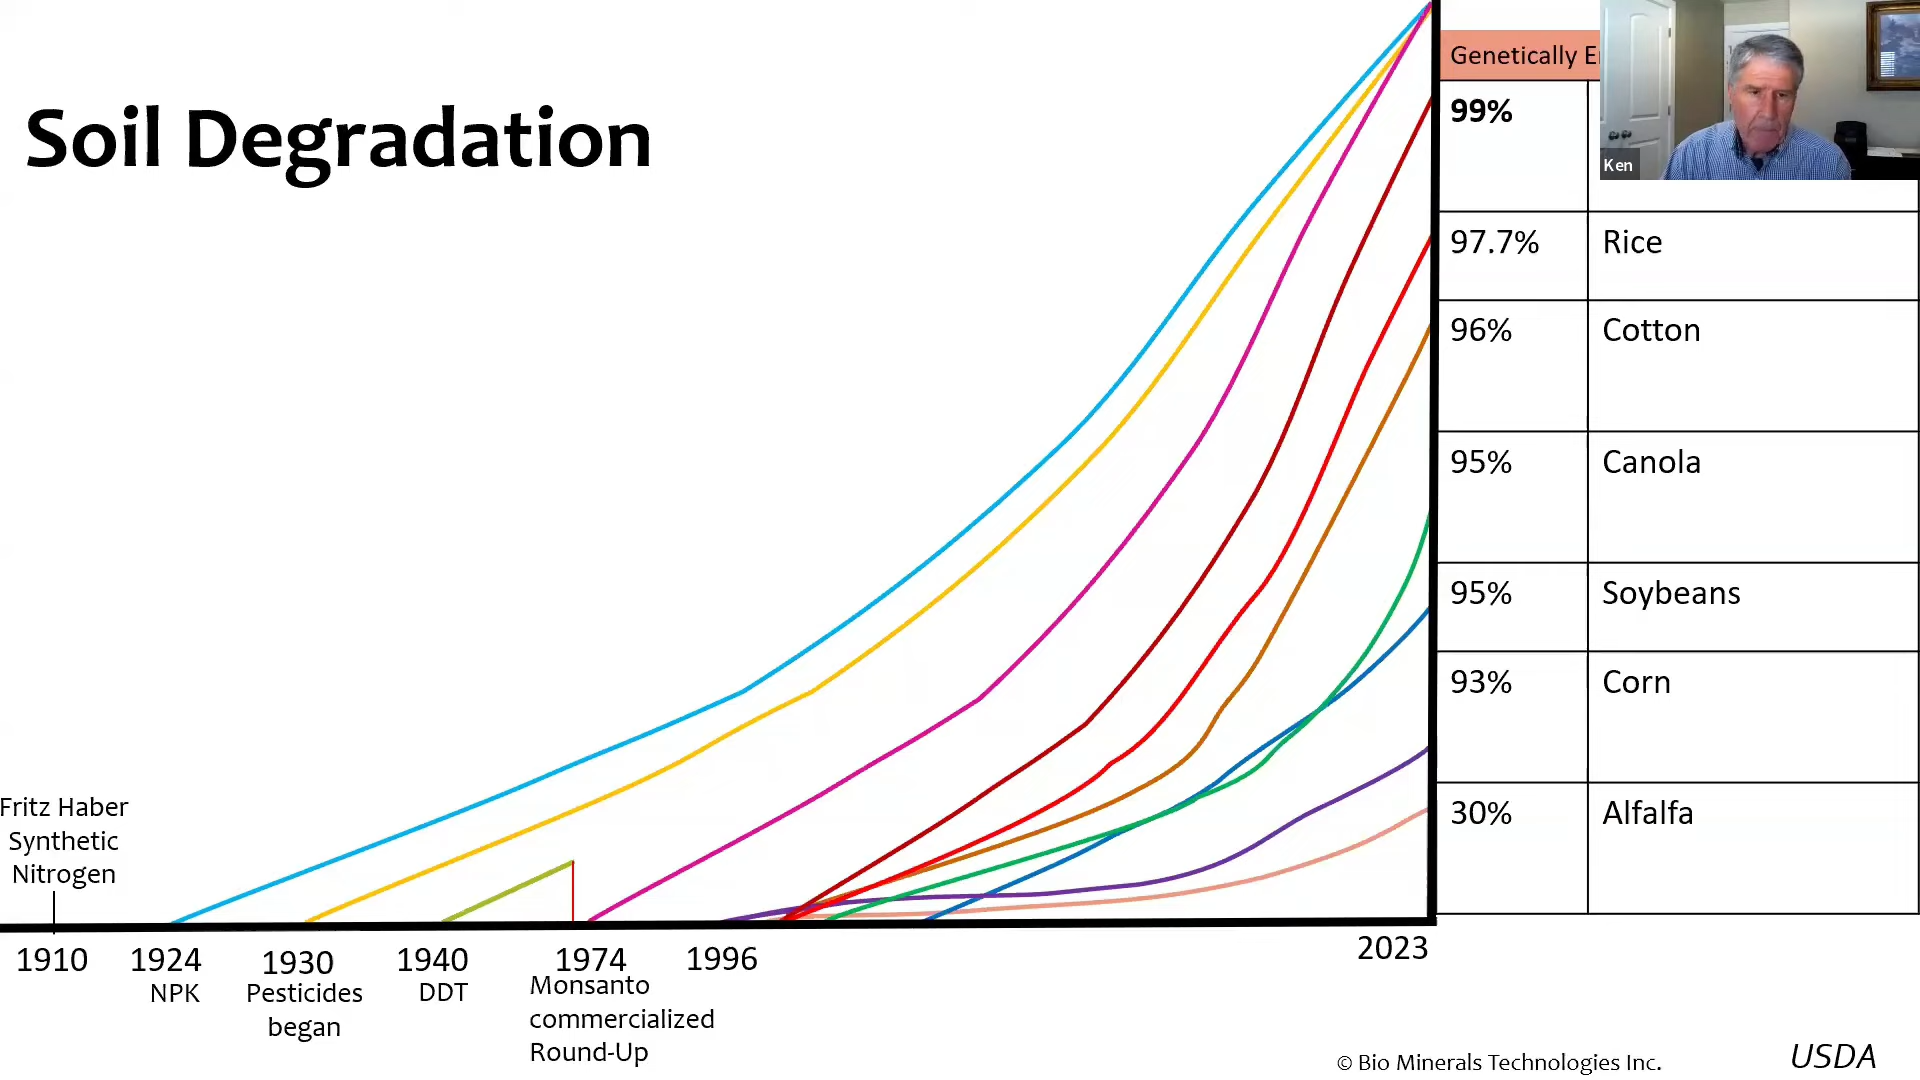 Soil Degradation
Genetically E
99%
Ken
97.7% Rice
96% Cotton
95% Canola
95% Soybeans
93% Corn
30% Alfalfa
Fritz Haber
Synthetic
Nitrogen
1910
1924
NPK
1930
Pesticides
began
1940
DDT
1974
Monsanto
commercialized
Round-Up
1996
2023
© Bio Minerals Technologies Inc.
USDA